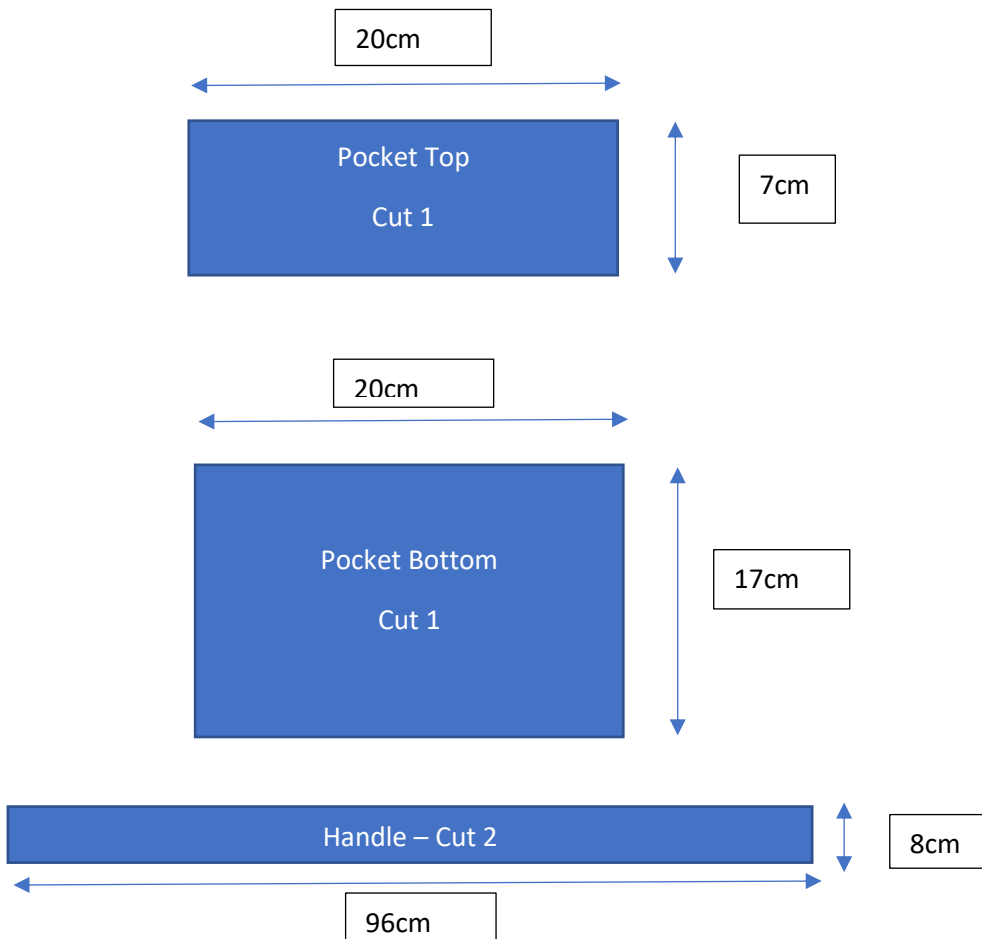 20cm
Pocket Top
Cut 1
7cm
20cm
Pocket Bottom
Cut 1
17cm
Handle – Cut 2
8cm
96cm